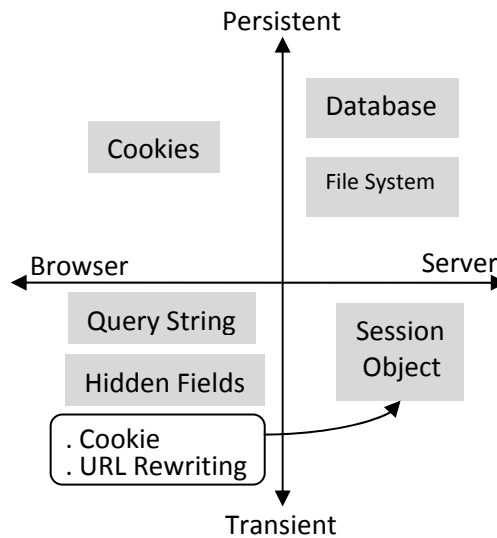 Persistent
Database
Cookies
File System
Browser
Server
Query String
Session
Object
Hidden Fields
. Cookie
. URL Rewriting
Transient